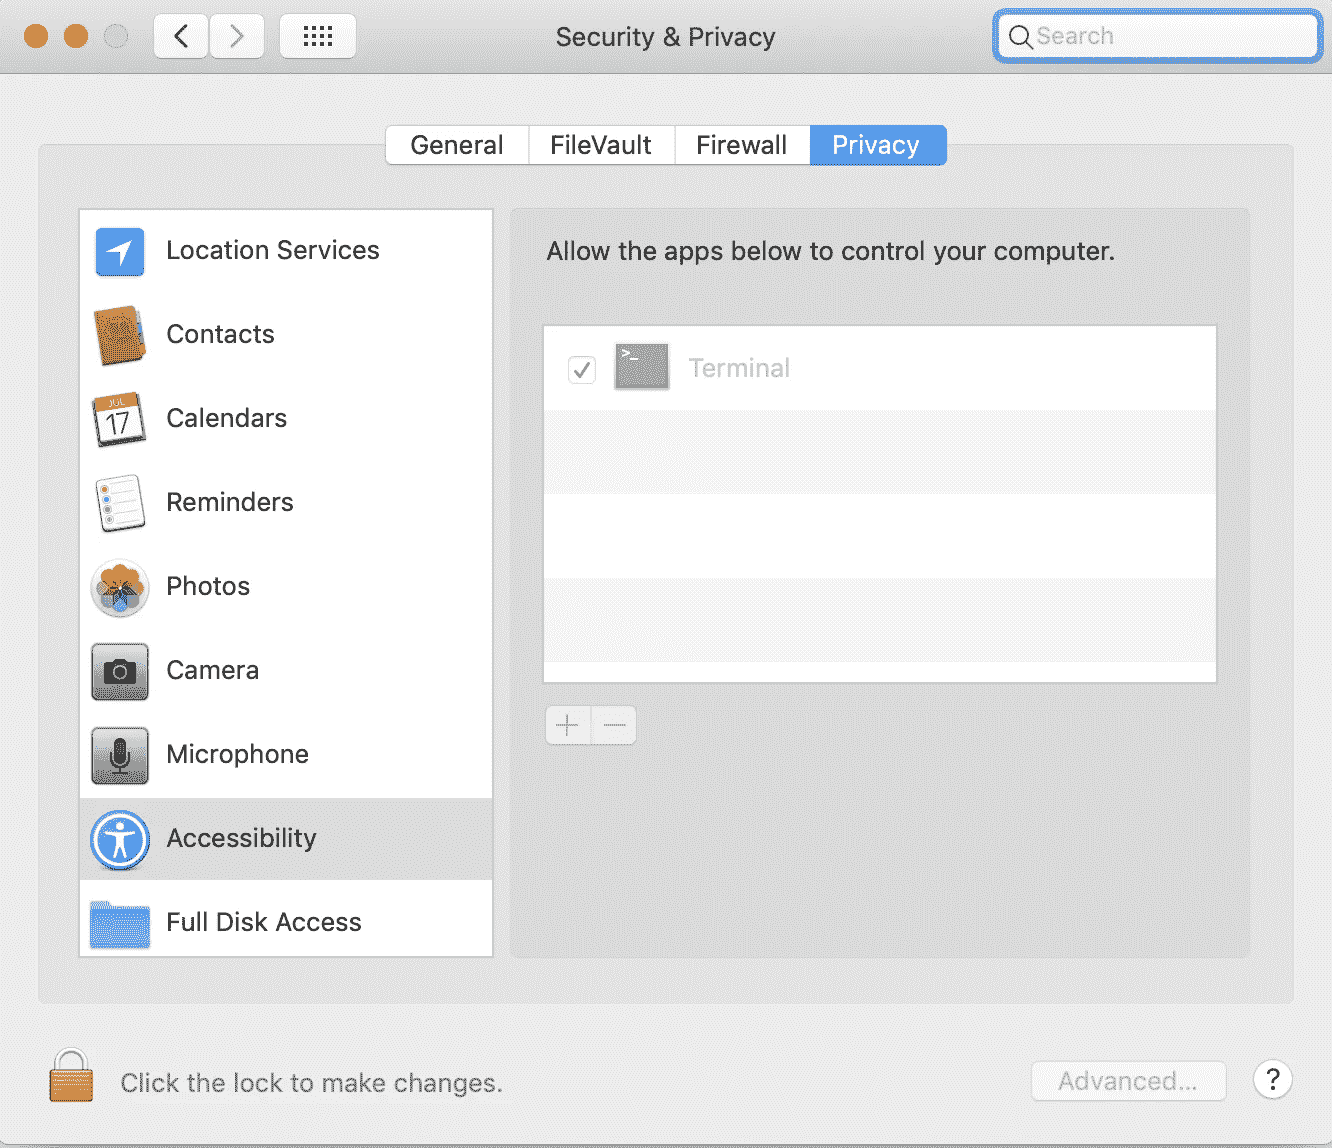 Security & Privacy
Search
General
FileVault
Firewall
Privacy
Location Services
Contacts
JUL
17
Calendars
Reminders
Photos
Camera
Microphone
Accessibility
Full Disk Access
Allow the apps below to control your computer.
>_
Terminal
Click the lock to make changes.
Advanced...
?